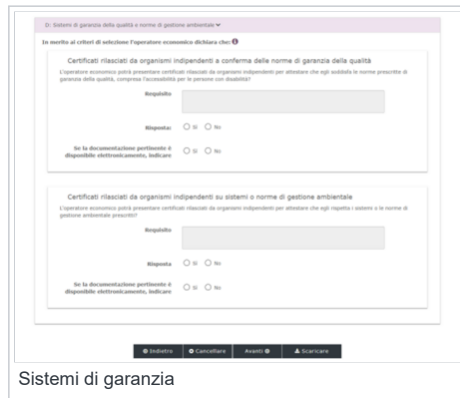 D: Sistemi di garanzia della qualità e norme di gestione ambientale
In merito ai criteri di selezione l'operatore economico dichiara che:
Certificati rilasciati da organismi indipendenti a conferma delle norme di garanzia della qualità
L'operatore economico potrà presentare certificati rilasciati da organismi indipendenti per attestare che egli soddisfa le norme prescritte di
garanzia della qualità, compresa l'accessibilità per le persone con disabilità?
Requisito
Risposta: Sì No
Se la documentazione pertinente è
disponibile elettronicamente, indicare Sì No
Certificati rilasciati da organismi indipendenti su sistemi o norme di gestione ambientale
L'operatore economico potrà presentare certificati rilasciati da organismi indipendenti per attestare che egli rispetta i sistemi o le norme di
gestione ambientale prescritti?
Requisito
Risposta Sì No
Se la documentazione pertinente è
disponibile elettronicamente, indicare Sì No
Indietro Cancellare Avanti Scaricare
Sistemi di garanzia